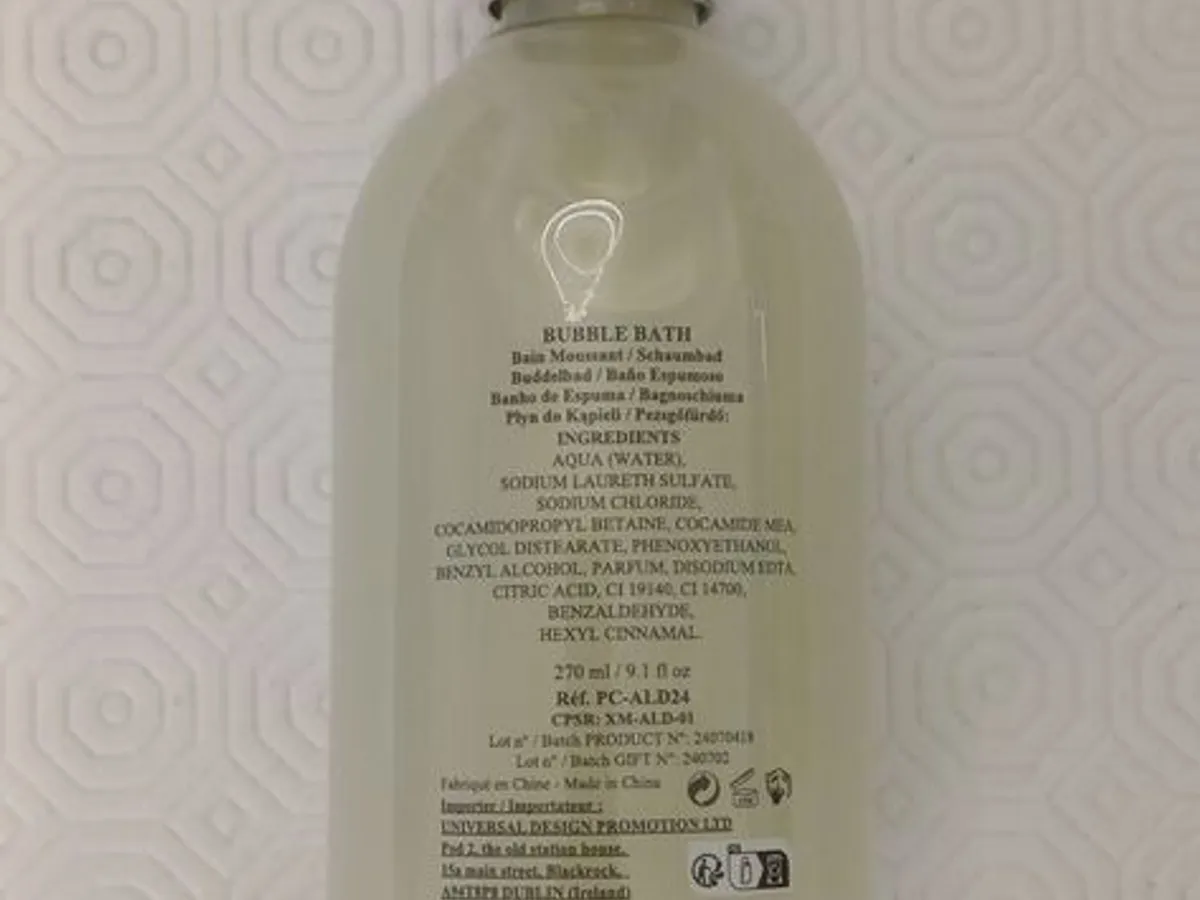 BUBBLE BATH
Bain Moussant / Schaumbad
Buddelbad / Baño Espumoso
Banho de Espuma / Bagnoschiuma
Płyn do Kąpieli / Pezsgőfürdő:
INGREDIENTS
AQUA (WATER),
SODIUM LAURETH SULFATE,
SODIUM CHLORIDE,
COCAMIDOPROPYL BETAINE, COCAMIDE MEA,
GLYCOL DISTEARATE, PHENOXYETHANOL,
BENZYL ALCOHOL, PARFUM, DISODIUM EDTA,
CITRIC ACID, CI 19140, CI 14700,
BENZALDEHYDE,
HEXYL CINNAMAL.
270 ml / 9.1 fl oz
Réf. PC-ALD24
CPSR: XM-ALD-01
Lot n° / Batch PRODUCT N°: 24070418
Lot n° / Batch GIFT N°: 240702
Fabriqué en Chine - Made in China
Importer / Importateur :
UNIVERSAL DESIGN PROMOTION LTD
Pod 2, the old station house,
15a main street, Blackrock,
DUBLIN (Ireland)